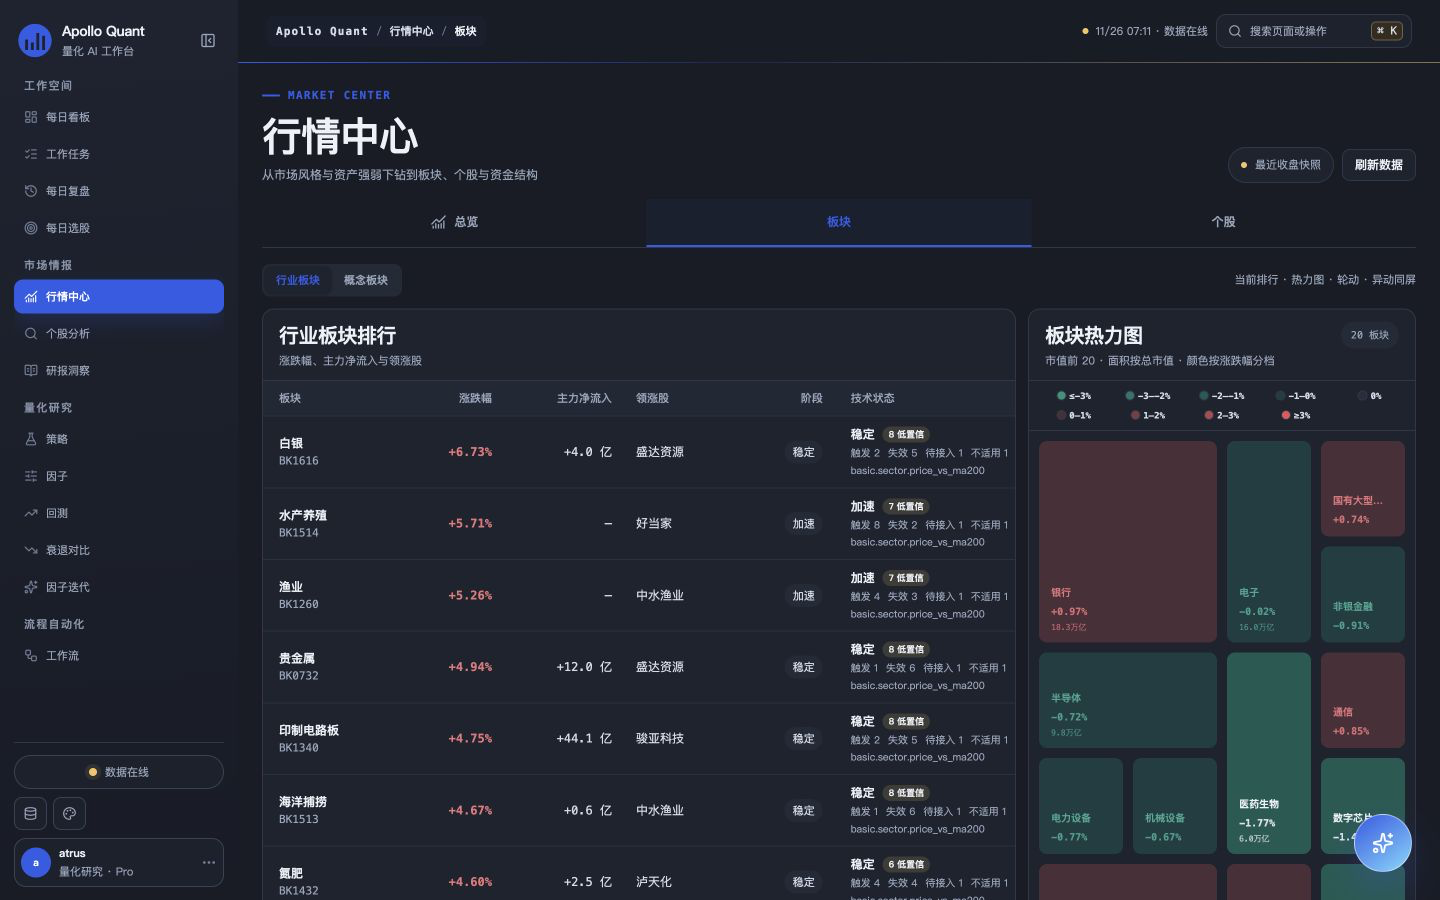 Apollo Quant
量化 AI 工作台
工作空间
每日看板
工作任务
每日复盘
每日选股
市场情报
行情中心
个股分析
研报洞察
量化研究
策略
因子
回测
衰退对比
因子迭代
流程自动化
工作流
数据在线
a
atrus
量化研究 · Pro
Apollo Quant / 行情中心 / 板块
11/26 07:11 · 数据在线
搜索页面或操作
⌘ K
MARKET CENTER
行情中心
从市场风格与资产强弱下钻到板块、个股与资金结构
最近收盘快照
刷新数据
总览
板块
个股
行业板块
概念板块
当前排行 · 热力图 · 轮动 · 异动同屏
行业板块排行
涨跌幅、主力净流入与领涨股
板块 涨跌幅 主力净流入 领涨股 阶段 技术状态
白银 +6.73% +4.0 亿 盛达资源 稳定 稳定 8 低置信
BK1616 触发 2 失效 5 待接入 1 不适用 1
basic.sector.price_vs_ma200
水产养殖 +5.71% — 好当家 加速 加速 7 低置信
BK1514 触发 8 失效 2 待接入 1 不适用 1
basic.sector.price_vs_ma200
渔业 +5.26% — 中水渔业 加速 加速 7 低置信
BK1260 触发 4 失效 3 待接入 1 不适用 1
basic.sector.price_vs_ma200
贵金属 +4.94% +12.0 亿 盛达资源 稳定 稳定 8 低置信
BK0732 触发 1 失效 6 待接入 1 不适用 1
basic.sector.price_vs_ma200
印制电路板 +4.75% +44.1 亿 骏亚科技 稳定 稳定 8 低置信
BK1340 触发 2 失效 5 待接入 1 不适用 1
basic.sector.price_vs_ma200
海洋捕捞 +4.67% +0.6 亿 中水渔业 稳定 稳定 8 低置信
BK1513 触发 1 失效 6 待接入 1 不适用 1
basic.sector.price_vs_ma200
氮肥 +4.60% +2.5 亿 泸天化 稳定 稳定 6 低置信
BK1432 触发 4 失效 4 待接入 1 不适用 1
板块热力图
20 板块
市值前 20 · 面积按总市值 · 颜色按涨跌幅分档
≤-3% -3~-2% -2~-1% -1~0% 0%
0~1% 1~2% 2~3% ≥3%
银行
+0.97%
18.3万亿
电子
-0.02%
16.0万亿
国有大型...
+0.74%
非银金融
-0.91%
半导体
-0.72%
9.8万亿
医药生物
-1.77%
6.0万亿
通信
+0.85%
电力设备
-0.77%
机械设备
-0.67%
数字芯片